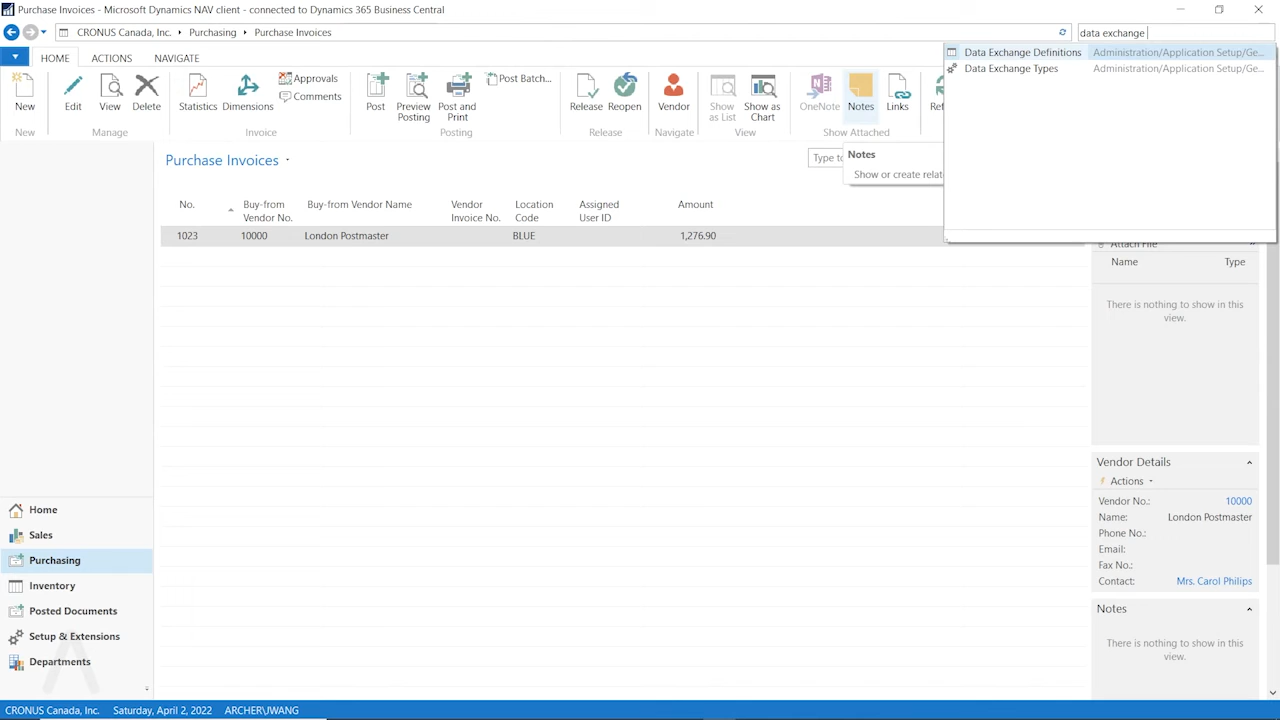 Purchase Invoices - Microsoft Dynamics NAV client - connected to Dynamics 365 Business Central
CRONUS Canada, Inc. Purchasing Purchase Invoices
data exchange
HOME ACTIONS NAVIGATE
Data Exchange Definitions Administration/Application Setup/Ge...
Data Exchange Types Administration/Application Setup/Ge...
New
Edit
View
Delete
Statistics
Dimensions
Approvals
Comments
Post
Preview Posting
Post and Print
Post Batch...
Release
Reopen
Vendor
Show as List
Show as Chart
OneNote
Notes
Links
New Manage Invoice Posting Release Navigate View Show Attached
Notes
Show or create relat
Purchase Invoices
Type to
No. Buy-from Vendor No. Buy-from Vendor Name Vendor Invoice No. Location Code Assigned User ID Amount
1023 10000 London Postmaster BLUE 1,276.90
Attach File
Name Type
There is nothing to show in this
view.
Vendor Details
Actions
Vendor No.: 10000
Name: London Postmaster
Phone No.:
Email:
Fax No.:
Contact: Mrs. Carol Philips
Notes
There is nothing to show in this
view.
Home
Sales
Purchasing
Inventory
Posted Documents
Setup & Extensions
Departments
CRONUS Canada, Inc. Saturday, April 2, 2022 ARCHER\JWANG